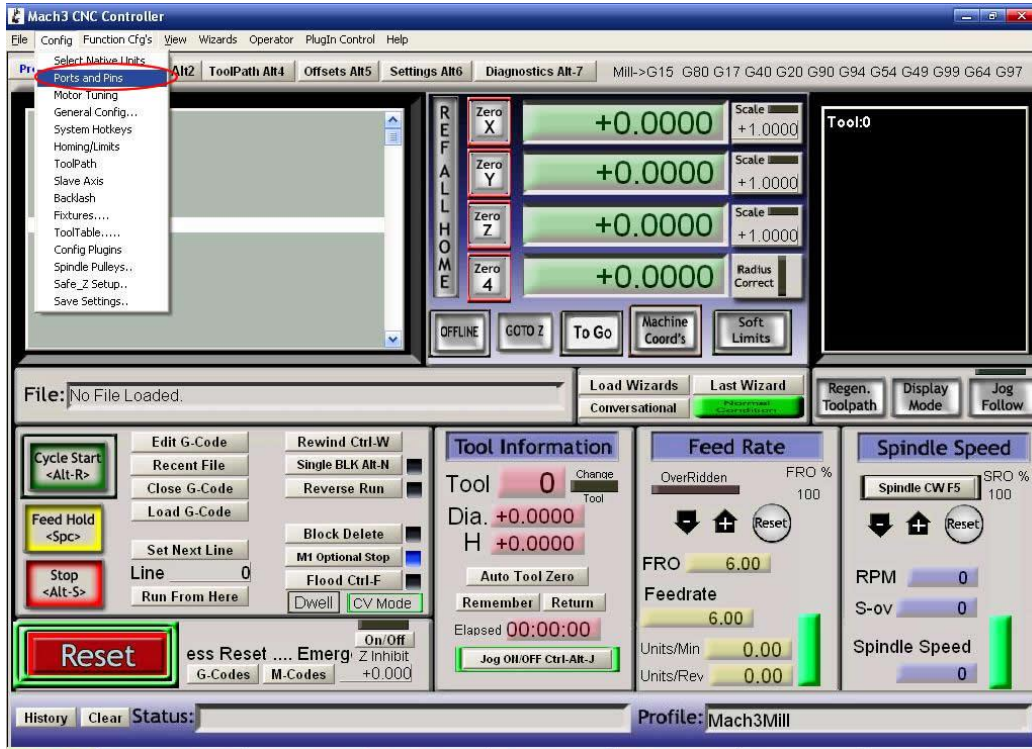 Mach3 CNC Controller
File Config Function Cfg's View Wizards Operator PlugIn Control Help
Select Native Units
Ports and Pins
Motor Tuning
General Config...
System Hotkeys
Homing/Limits
ToolPath
Slave Axis
Backlash
Fixtures....
ToolTable.....
Config Plugins
Spindle Pulleys..
Safe_Z Setup..
Save Settings..
Alt2 ToolPath Alt4 Offsets Alt5 Settings Alt6 Diagnostics Alt-7 Mill->G15 G80 G17 G40 G20 G90 G94 G54 G49 G99 G64 G97
REF ALL HOME
Zero X +0.0000 Scale +1.0000
Zero Y +0.0000 Scale +1.0000
Zero Z +0.0000 Scale +1.0000
Zero 4 +0.0000 Radius Correct
OFFLINE GOTO Z To Go Machine Coord's Soft Limits
Tool:0
File: No File Loaded.
Load Wizards Last Wizard
Conversational Normal Condition
Regen. Toolpath Display Mode Jog Follow
Cycle Start <Alt-R>
Feed Hold <Spc>
Stop <Alt-S>
Edit G-Code
Recent File
Close G-Code
Load G-Code
Set Next Line
Line 0
Run From Here
Rewind Ctrl-W
Single BLK Alt-N
Reverse Run
Block Delete
M1 Optional Stop
Flood Ctrl-F
Dwell CV Mode
Reset
ess Reset .... Emerg
G-Codes M-Codes
On/Off
Z Inhibit
+0.000
Tool Information
Tool 0 Change Tool
Dia. +0.0000
H +0.0000
Auto Tool Zero
Remember Return
Elapsed 00:00:00
Jog ON/OFF Ctrl-Alt-J
Feed Rate
OverRidden FRO %
100
Reset
FRO 6.00
Feedrate
6.00
Units/Min 0.00
Units/Rev 0.00
Spindle Speed
Spindle CW F5 SRO %
100
Reset
RPM 0
S-ov 0
Spindle Speed
0
History Clear Status:
Profile: Mach3Mill